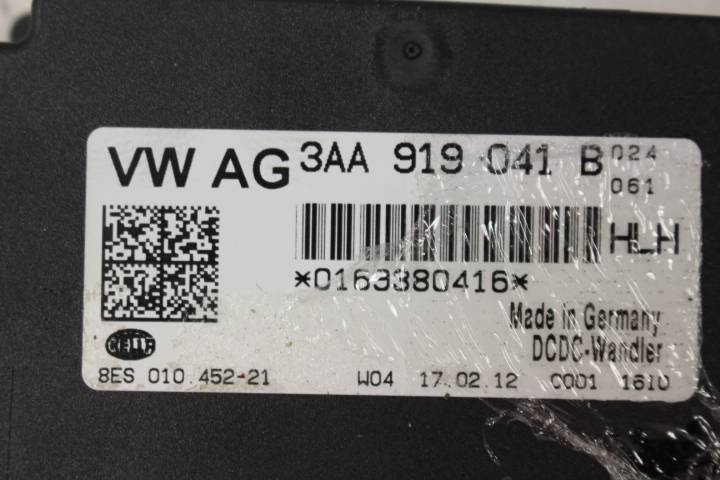 VW AG 3AA 919 041 B 024
061
HLH
*0163380416*
Made in Germany
DCDC-Wandler
HELLA
8ES 010.452-21 W04 17.02.12 C001 1610